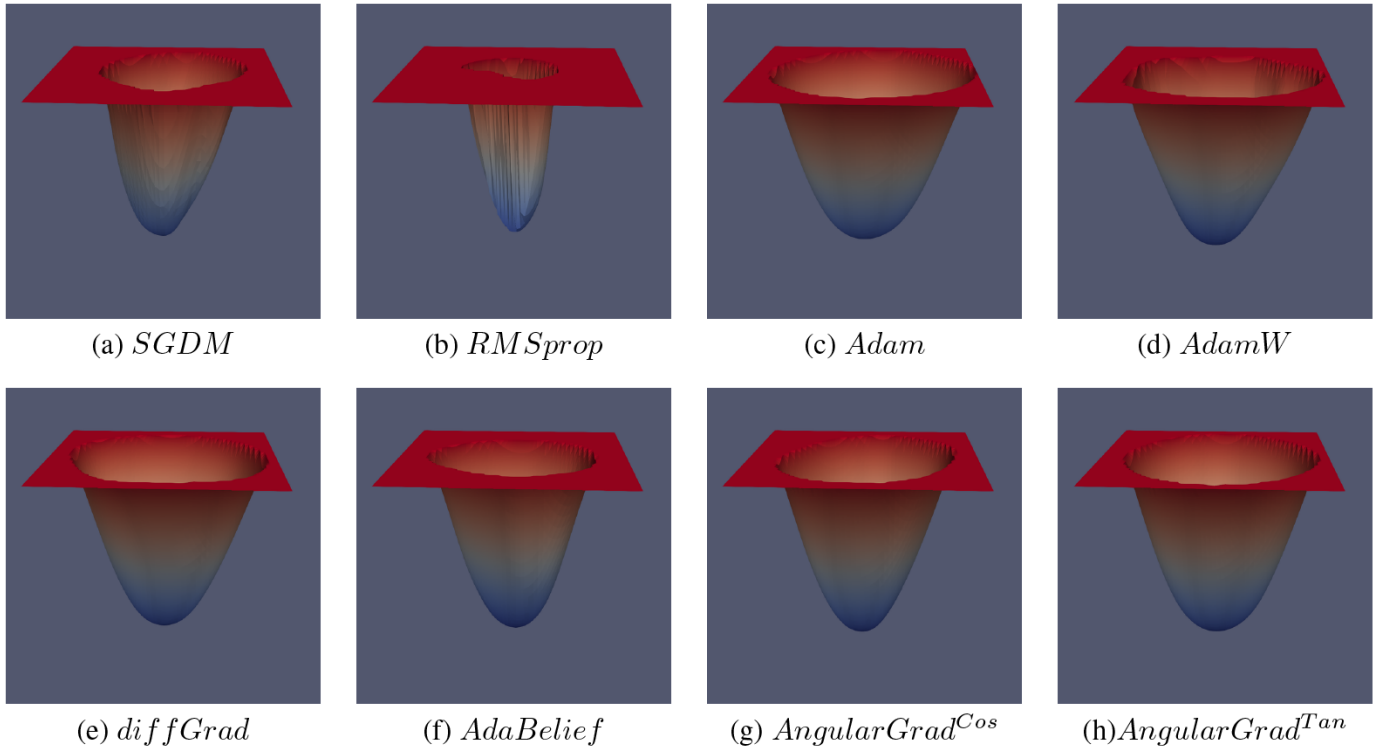 (a) SGDM
(b) RMSprop
(c) Adam
(d) AdamW
(e) diffGrad
(f) AdaBelief
(g) AngularGrad^Cos
(h)AngularGrad^Tan